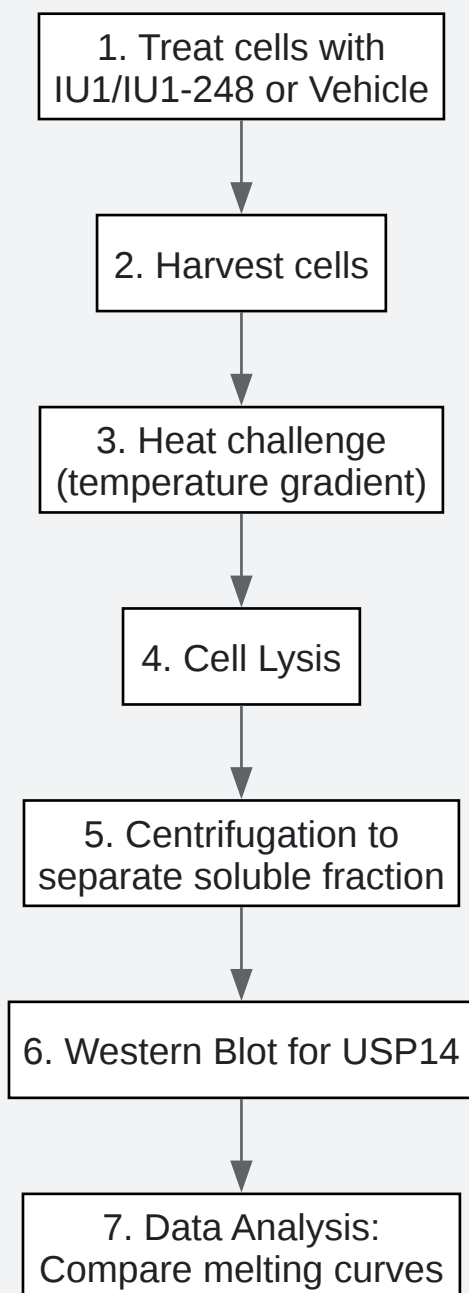 1. Treat cells with
IU1/IU1-248 or Vehicle
2. Harvest cells
3. Heat challenge
(temperature gradient)
4. Cell Lysis
5. Centrifugation to
separate soluble fraction
6. Western Blot for USP14
7. Data Analysis:
Compare melting curves